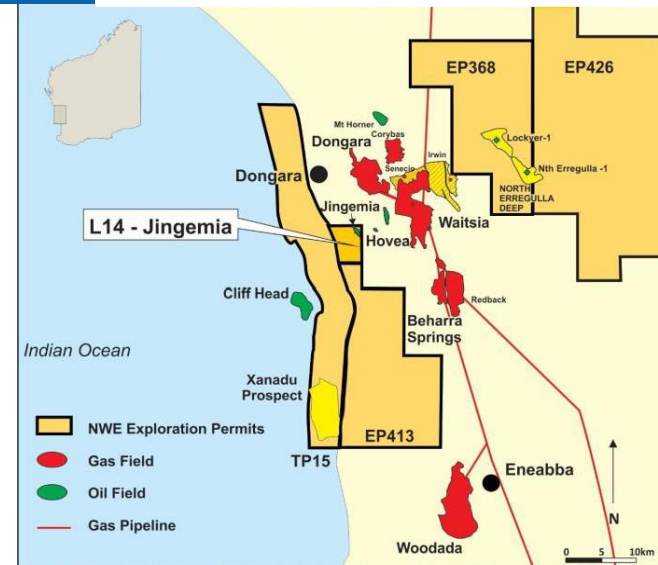 EP368
EP426
Mt Horner
Corybas
Lockyer-1
Dongara
Irwin
Senecio
Nth Erregulla -1
Dongara
NORTH
ERREGULLA
DEEP
Jingemia
Waitsia
L14 - Jingemia
Hovea
Cliff Head
Redback
Beharra
Springs
Indian Ocean
Xanadu
Prospect
NWE Exploration Permits
EP413
Gas Field
TP15
Eneabba
Oil Field
N
Gas Pipeline
Woodada
0 5 10km